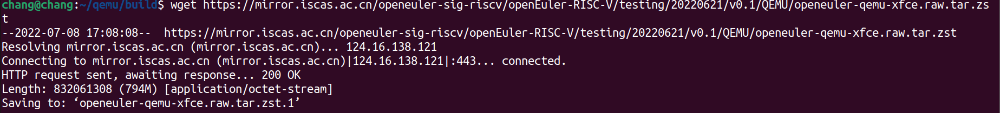 chang@chang:~/qemu/build$ wget https://mirror.iscas.ac.cn/openeuler-sig-riscv/openEuler-RISC-V/testing/20220621/v0.1/QEMU/openeuler-qemu-xfce.raw.tar.zs
t
--2022-07-08 17:08:08--  https://mirror.iscas.ac.cn/openeuler-sig-riscv/openEuler-RISC-V/testing/20220621/v0.1/QEMU/openeuler-qemu-xfce.raw.tar.zst
Resolving mirror.iscas.ac.cn (mirror.iscas.ac.cn)... 124.16.138.121
Connecting to mirror.iscas.ac.cn (mirror.iscas.ac.cn)|124.16.138.121|:443... connected.
HTTP request sent, awaiting response... 200 OK
Length: 832061308 (794M) [application/octet-stream]
Saving to: ‘openeuler-qemu-xfce.raw.tar.zst.1’